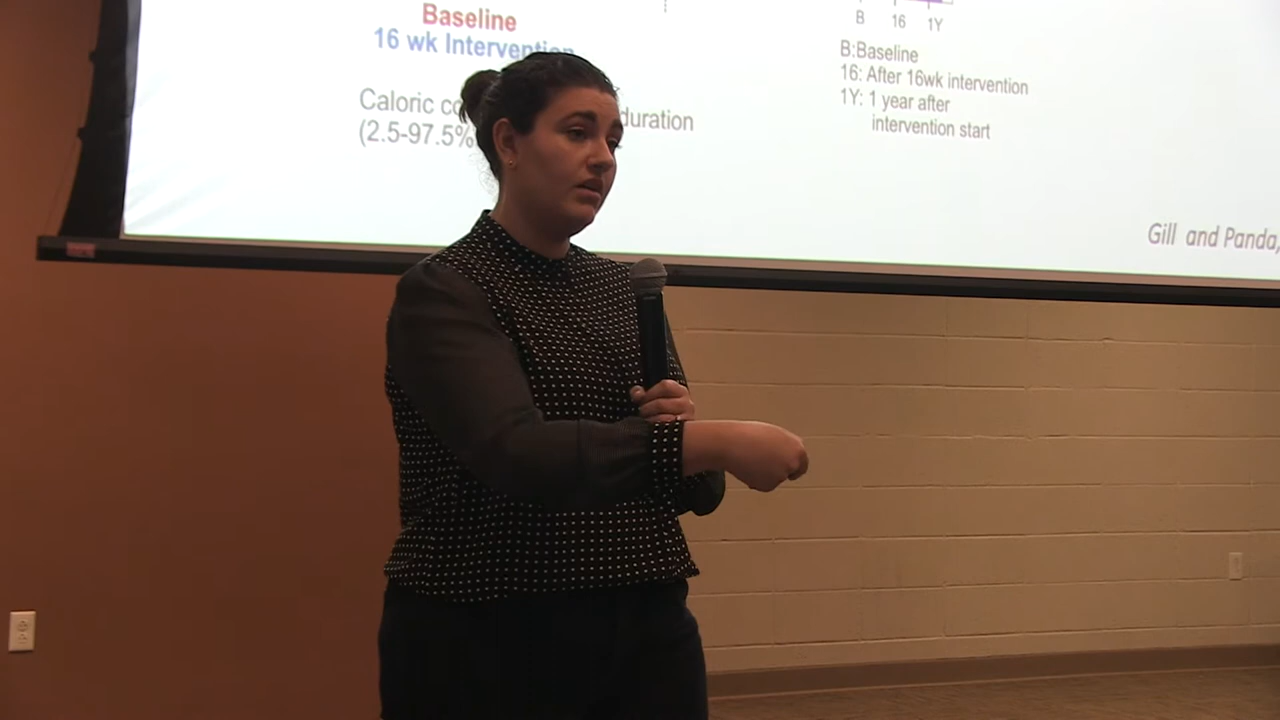 Baseline
16 wk Intervention
Caloric duration
(2.5-97.5%
B 16 1Y
B:Baseline
16: After 16wk intervention
1Y: 1 year after
intervention start
Gill and Panda,